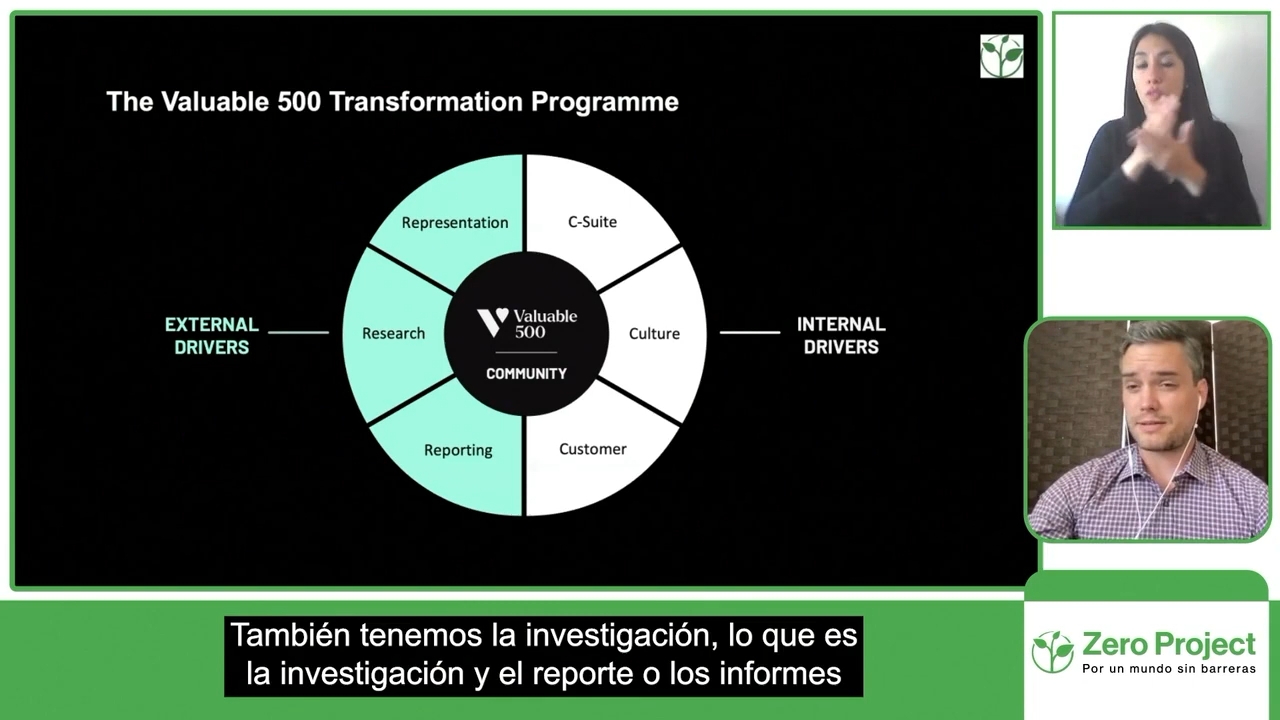 The Valuable 500 Transformation Programme
Representation
C-Suite
EXTERNAL
DRIVERS
Research
Valuable
500
COMMUNITY
Culture
INTERNAL
DRIVERS
Reporting
Customer
También tenemos la investigación, lo que es
la investigación y el reporte o los informes
Zero Project
Por un mundo sin barreras